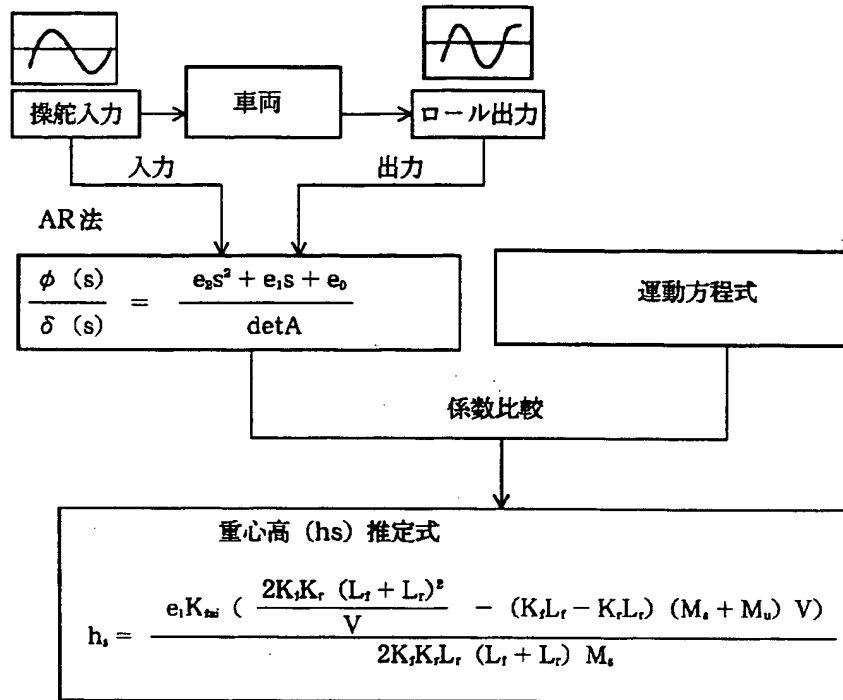 操舵入力
車両
ロール出力
入力
出力
AR法
φ (s) / δ (s) = (e₂s² + e₁s + e₀) / detA
運動方程式
係数比較
重心高 (hs) 推定式
hₛ = e₁K_fai ( 2K_fK_r (L_f + L_r)² / V − (K_fL_f − K_rL_r) (Mₛ + Mᵤ) V) / 2K_fK_rL_r (L_f + L_r) Mₛ